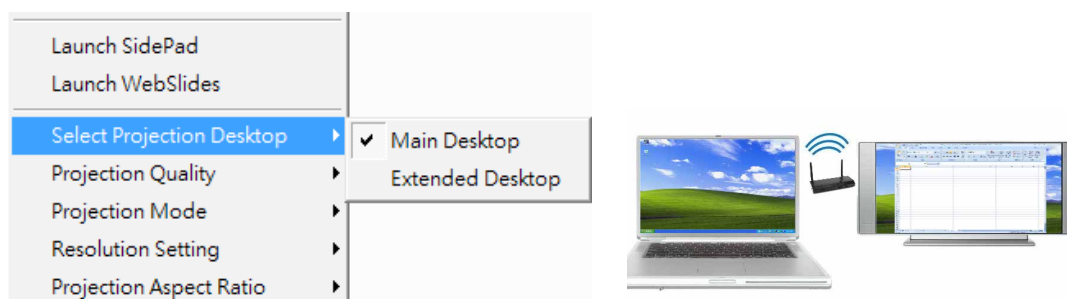 Launch SidePad
Launch WebSlides
Select Projection Desktop
Main Desktop
Projection Quality
Extended Desktop
Projection Mode
Resolution Setting
Projection Aspect Ratio